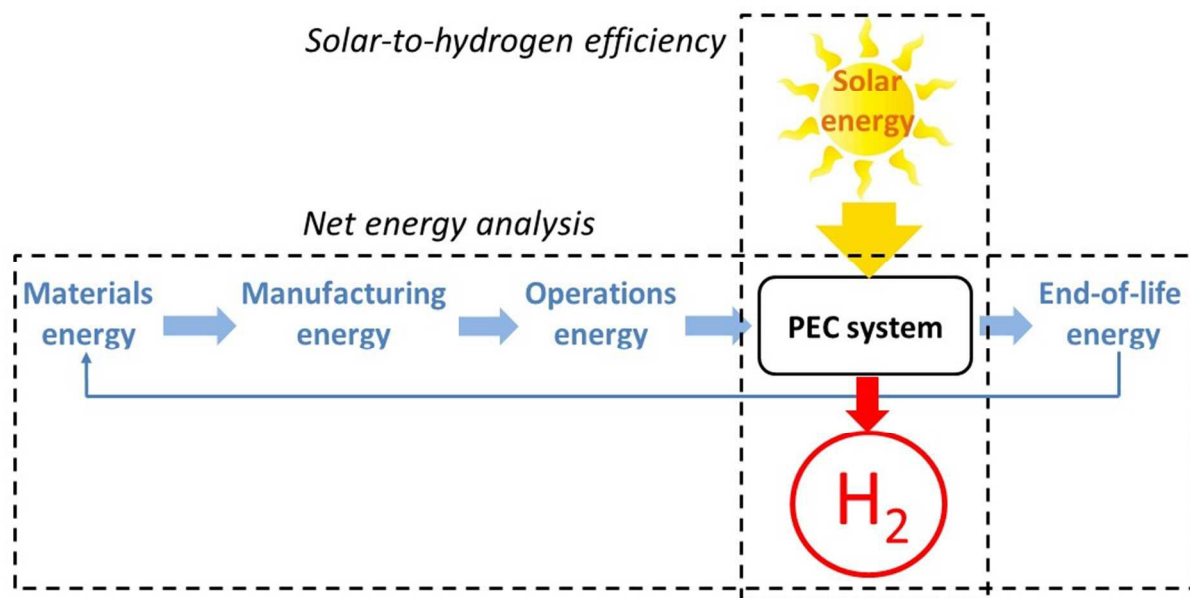 Solar-to-hydrogen efficiency
Solar
energy
Net energy analysis
Materials
energy
Manufacturing
energy
Operations
energy
PEC system
End-of-life
energy
H₂